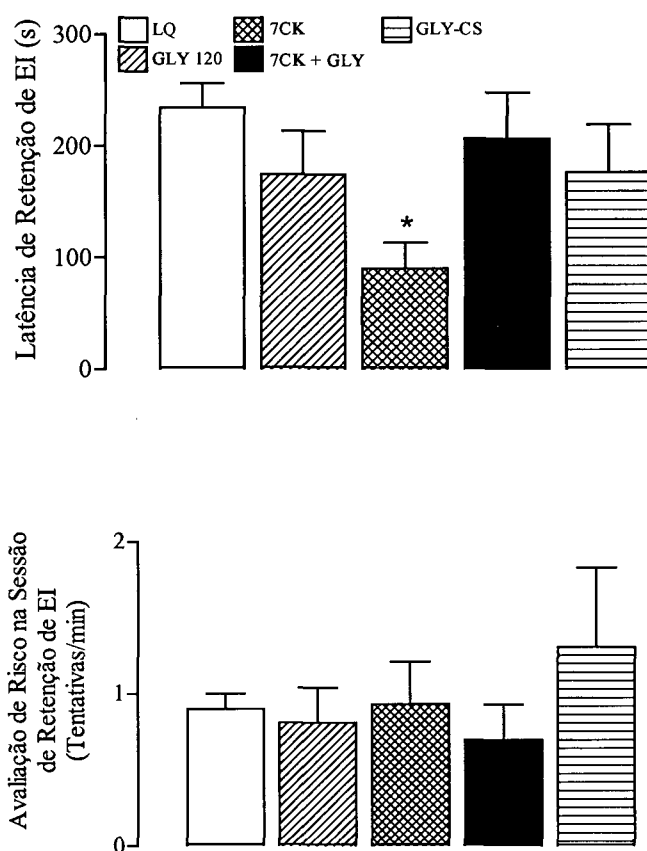 Latência de Retenção de EI (s)
300
200
100
0
LQ
7CK
GLY-CS
GLY 120
7CK + GLY
*
Avaliação de Risco na Sessão
de Retenção de EI
(Tentativas/min)
2
1
0